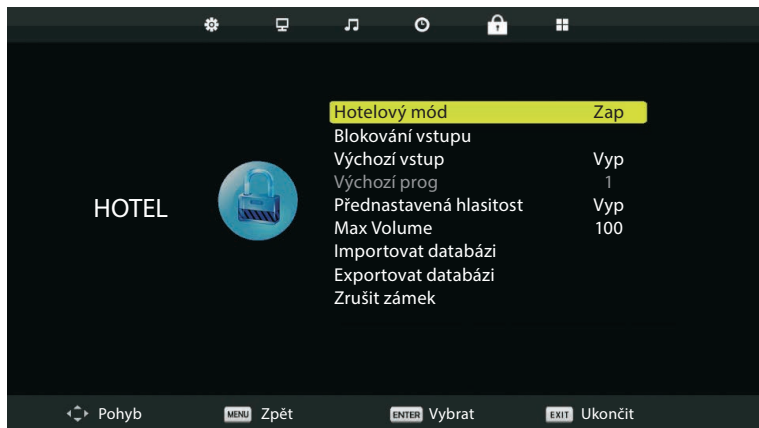 HOTEL
Hotelový mód Zap
Blokování vstupu
Výchozí vstup Vyp
Výchozí prog 1
Přednastavená hlasitost Vyp
Max Volume 100
Importovat databázi
Exportovat databázi
Zrušit zámek
Pohyb MENU Zpět ENTER Vybrat EXIT Ukončit